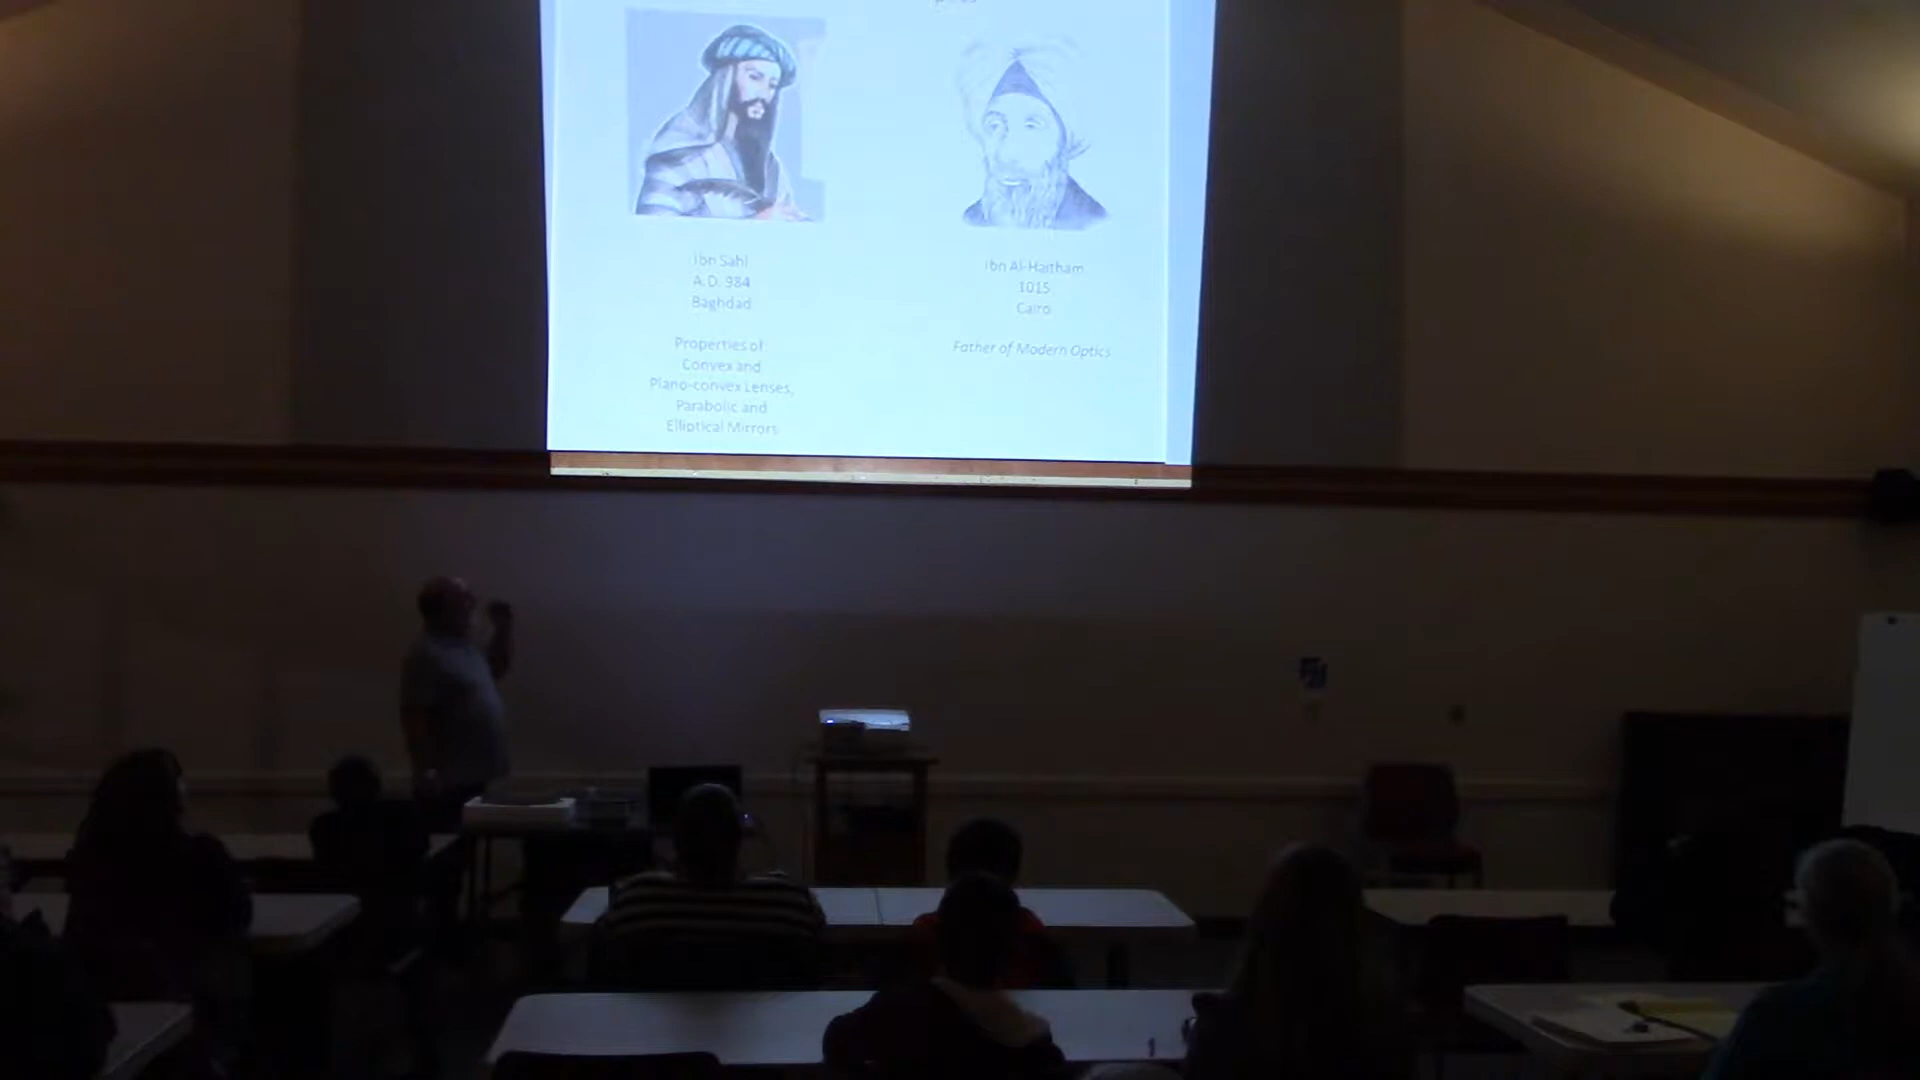 Ibn Sahl
A.D. 984
Baghdad
Properties of
Convex and
Plano-convex Lenses,
Parabolic and
Elliptical Mirrors
Ibn Al-Haitham
1015
Cairo
Father of Modern Optics